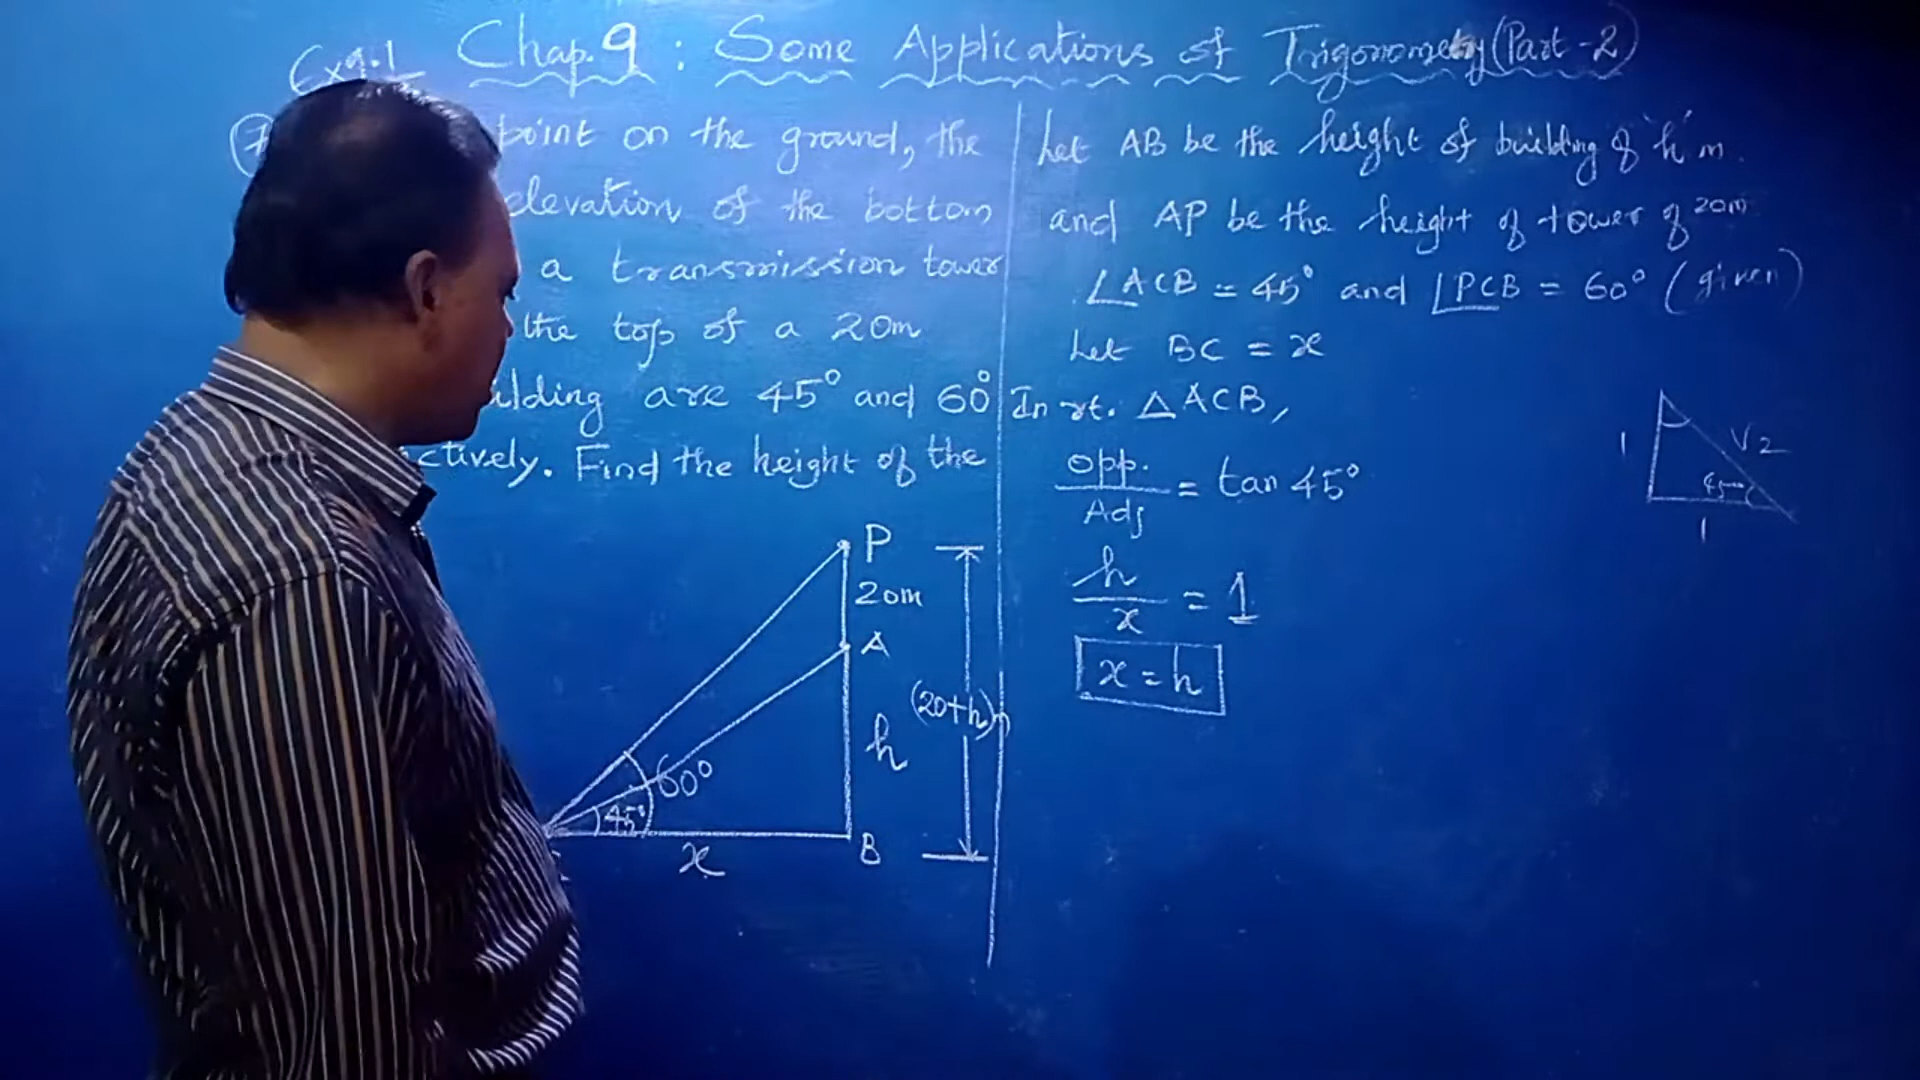 Ex 9.1 Chap. 9 : Some Applications of Trigonometry (Part - 2)
7 point on the ground, the
elevation of the bottom
a transmission tower
the top of a 20m
ilding are 45° and 60°
ctively. Find the height of the
P
20m
A
(20+h)m
h
60°
45°
x
B
Let AB be the height of building of 'h' m.
and AP be the height of tower of 20m
∠ACB = 45° and ∠PCB = 60° (given)
Let BC = x
In rt. △ACB,
opp. / Adj = tan 45°
h / x = 1
x = h
1
√2
45°
1